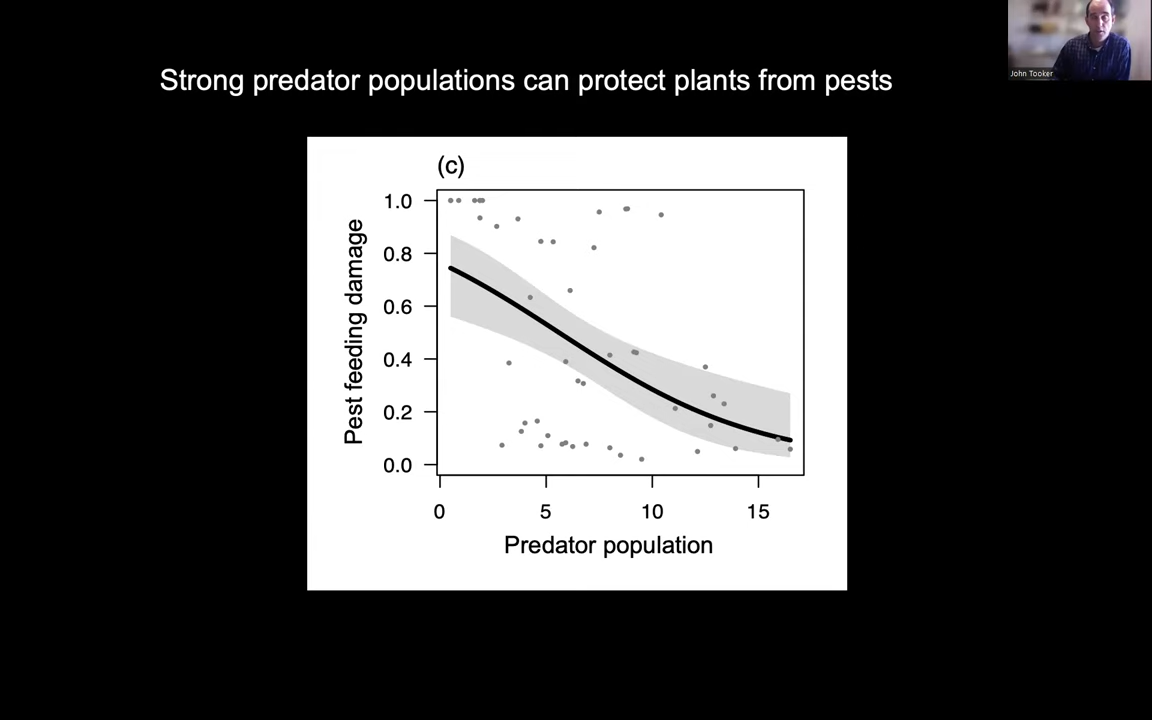 John Tooker
Strong predator populations can protect plants from pests
(c)
Pest feeding damage
1.0
0.8
0.6
0.4
0.2
0.0
0 5 10 15
Predator population